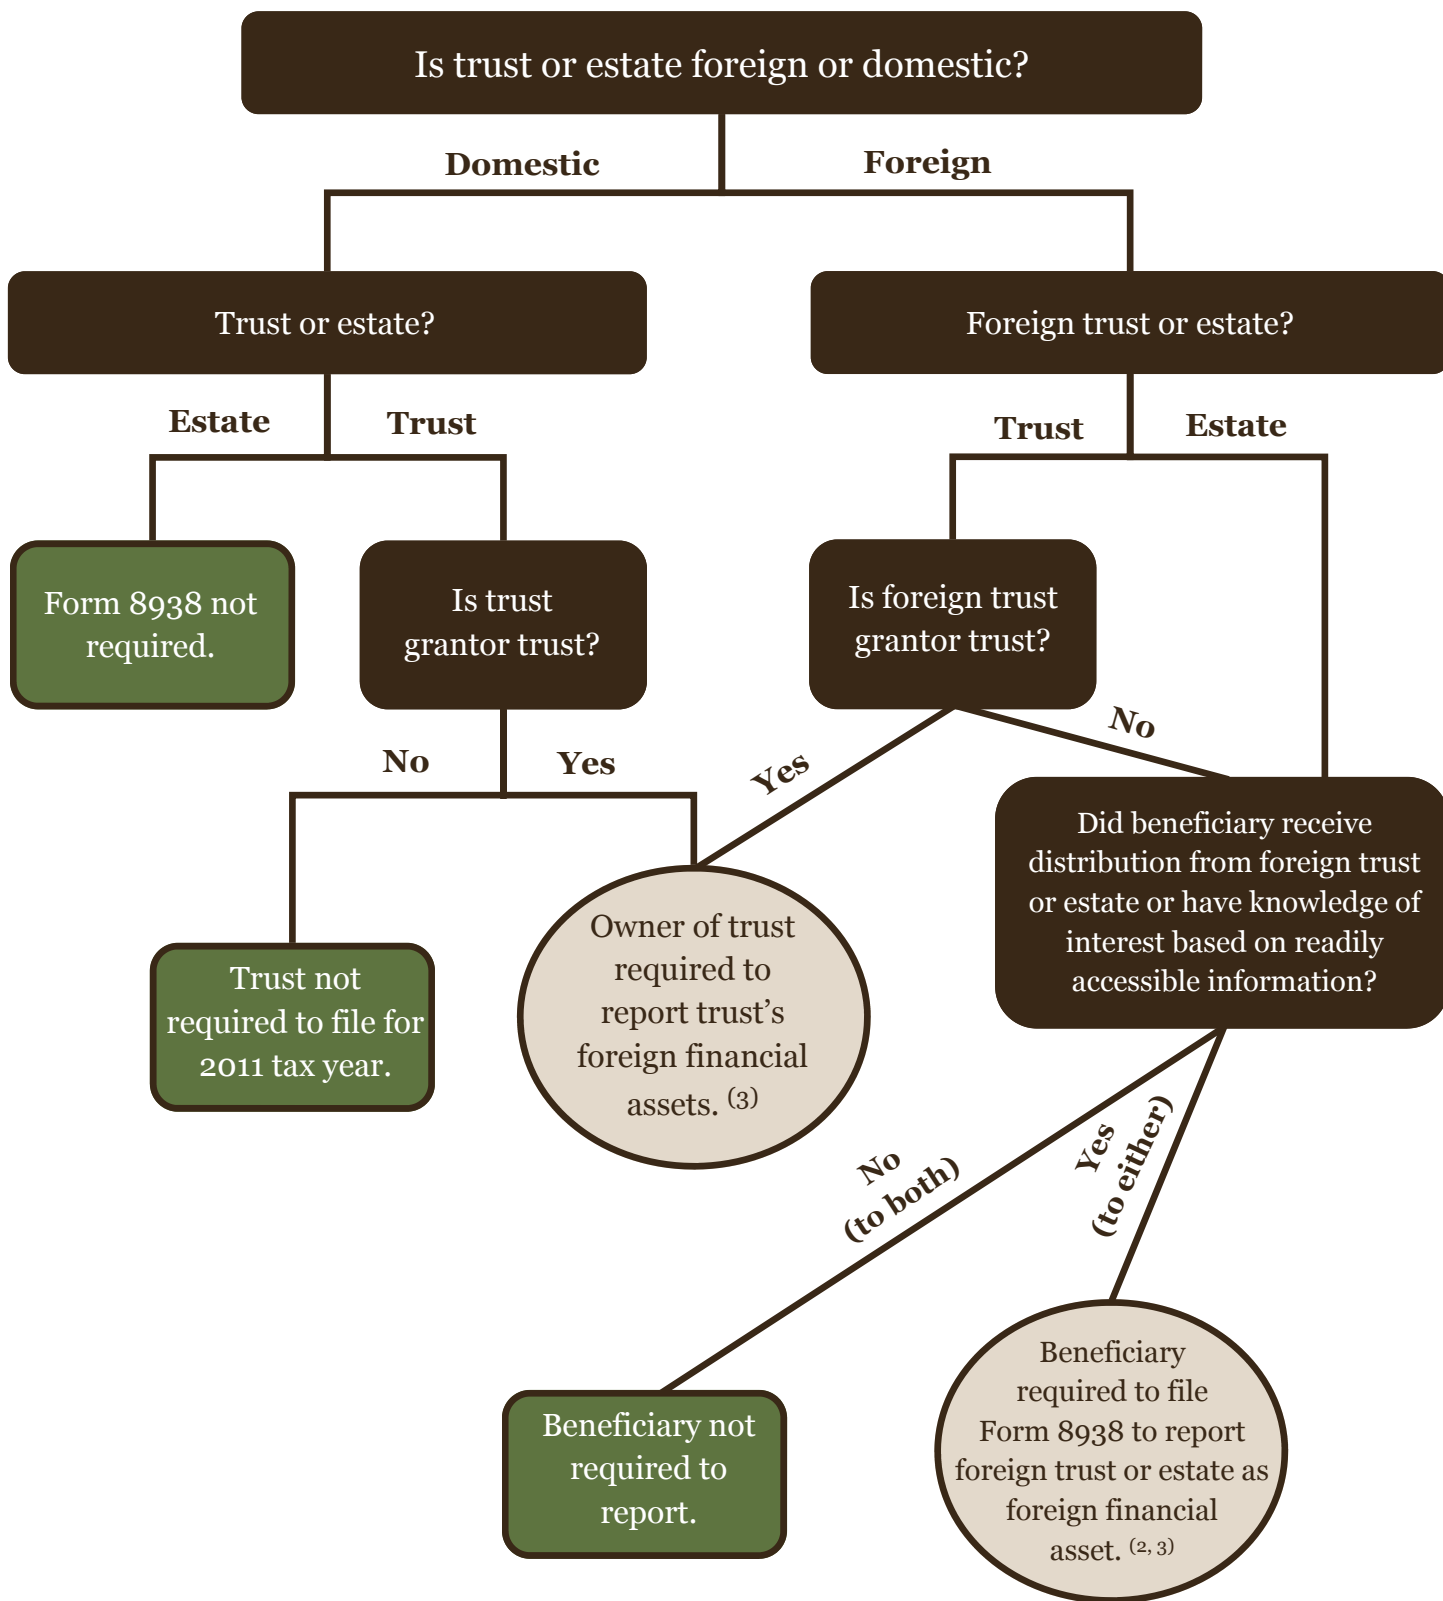 Is trust or estate foreign or domestic?
Domestic
Foreign
Trust or estate?
Foreign trust or estate?
Estate
Trust
Trust
Estate
Form 8938 not
required.
Is trust
grantor trust?
Is foreign trust
grantor trust?
No
Yes
Yes
No
Did beneficiary receive
distribution from foreign trust
or estate or have knowledge of
interest based on readily
accessible information?
Owner of trust
required to
report trust’s
foreign financial
assets. (3)
Trust not
required to file for
2011 tax year.
No
(to both)
Yes
(to either)
Beneficiary
required to file
Form 8938 to report
foreign trust or estate as
foreign financial
asset. (2, 3)
Beneficiary not
required to
report.